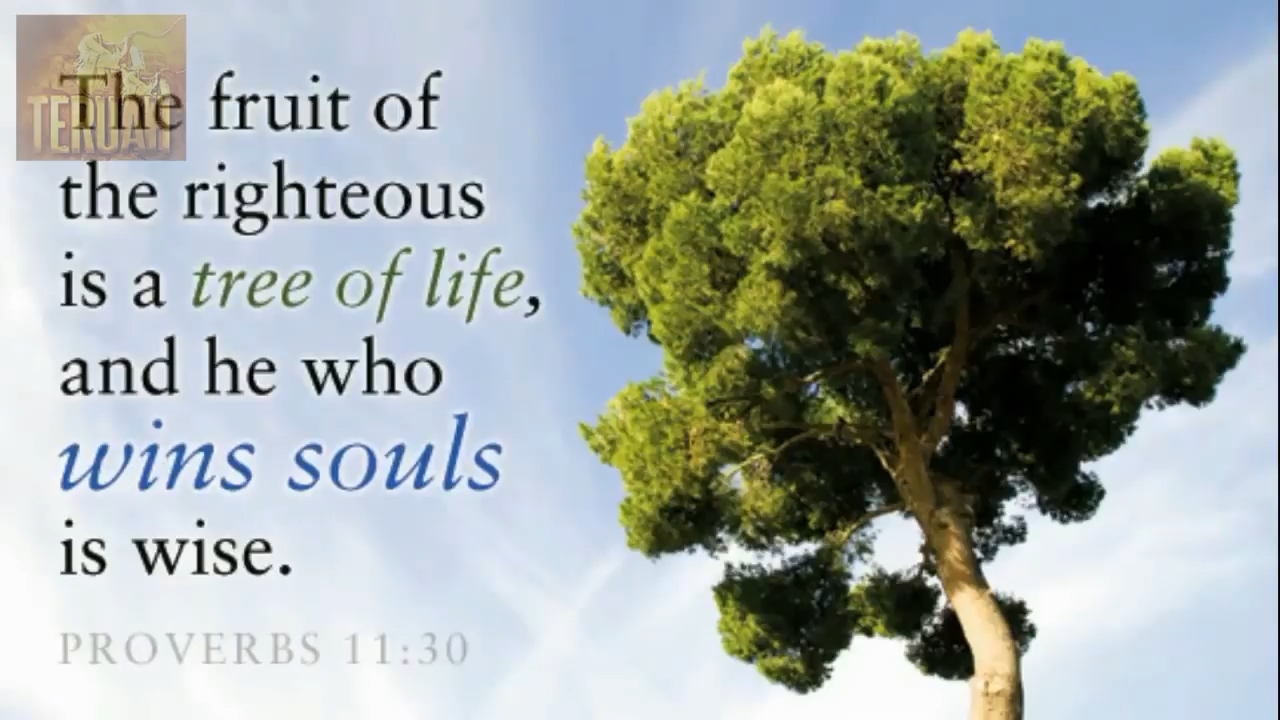 TERUAH
The fruit of
the righteous
is a tree of life,
and he who
wins souls
is wise.
PROVERBS 11:30